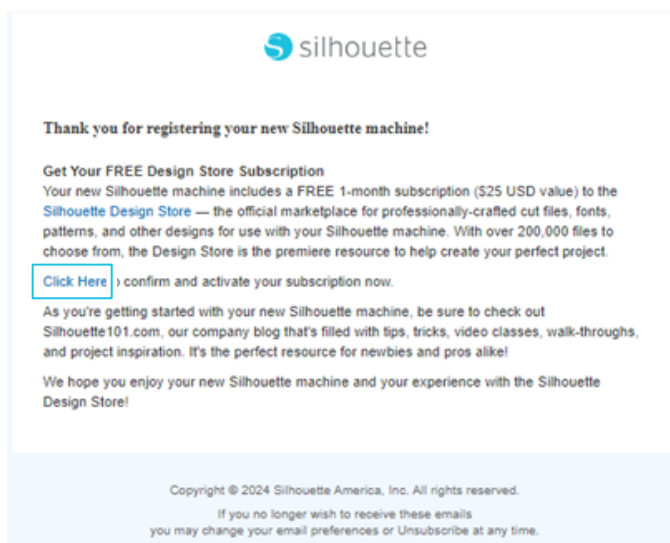 silhouette
Thank you for registering your new Silhouette machine!
Get Your FREE Design Store Subscription
Your new Silhouette machine includes a FREE 1-month subscription ($25 USD value) to the
Silhouette Design Store — the official marketplace for professionally-crafted cut files, fonts,
patterns, and other designs for use with your Silhouette machine. With over 200,000 files to
choose from, the Design Store is the premiere resource to help create your perfect project.
Click Here confirm and activate your subscription now.
As you're getting started with your new Silhouette machine, be sure to check out
Silhouette101.com, our company blog that's filled with tips, tricks, video classes, walk-throughs,
and project inspiration. It's the perfect resource for newbies and pros alike!
We hope you enjoy your new Silhouette machine and your experience with the Silhouette
Design Store!
Copyright © 2024 Silhouette America, Inc. All rights reserved.
If you no longer wish to receive these emails
you may change your email preferences or Unsubscribe at any time.